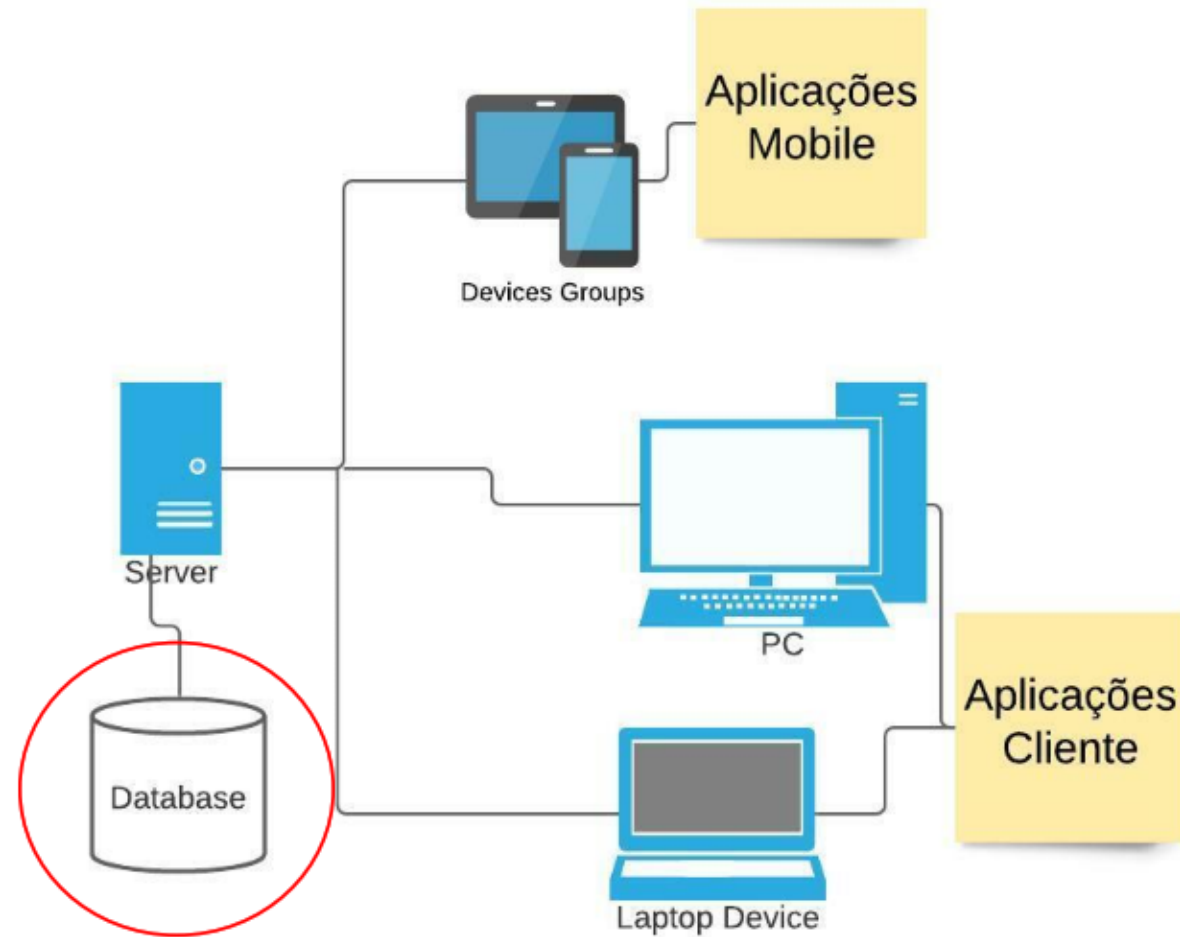 Aplicações
Mobile
Devices Groups
Server
PC
Aplicações
Cliente
Database
Laptop Device